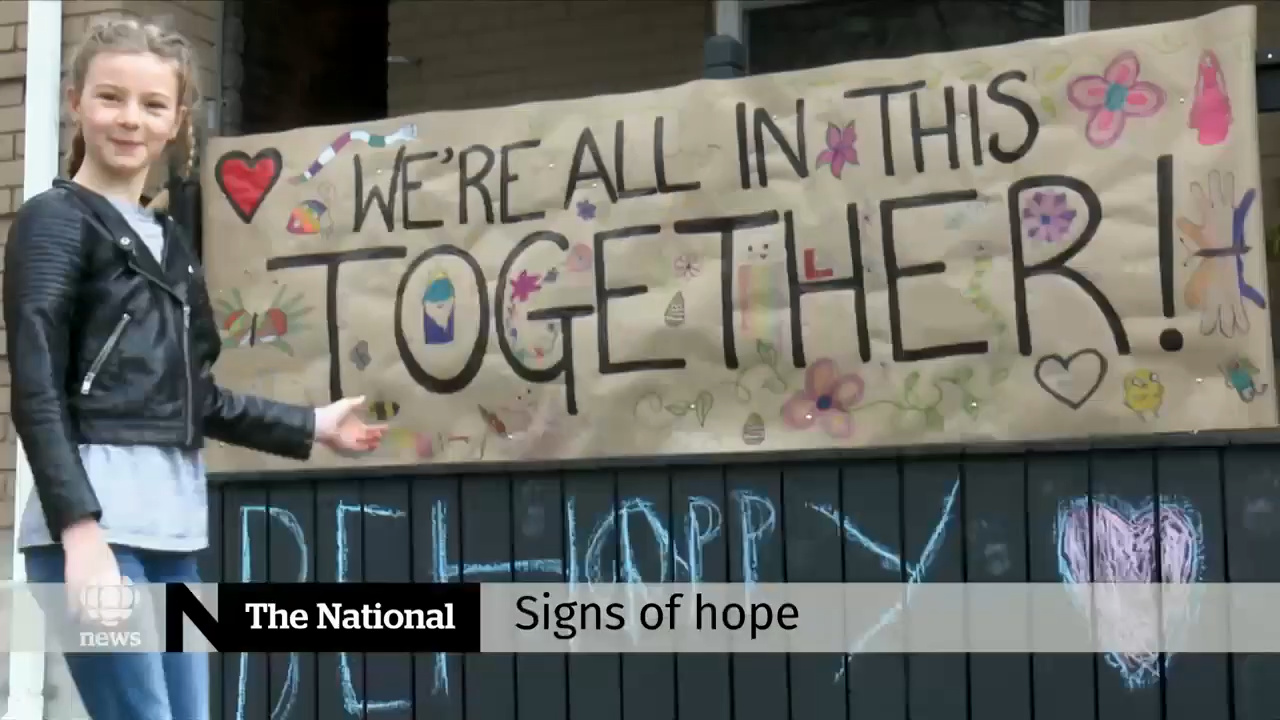 WE'RE ALL IN THIS
TOGETHER!
BE HAPPY
The National
Signs of hope
news